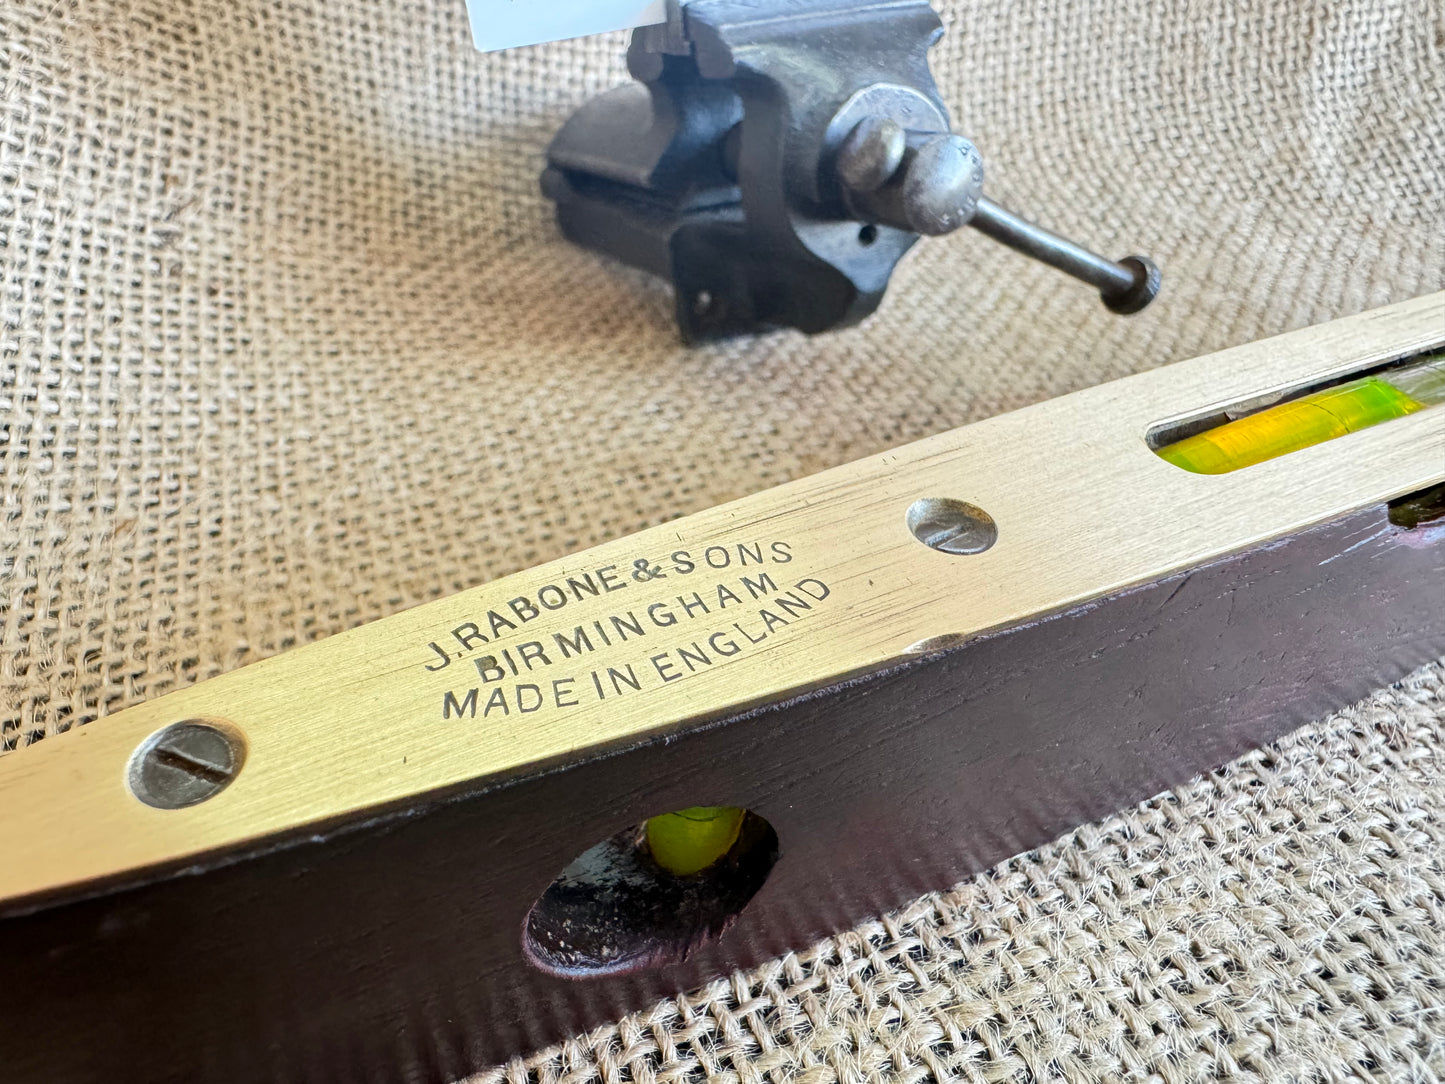 J. RABONE & SONS
BIRMINGHAM
MADE IN ENGLAND